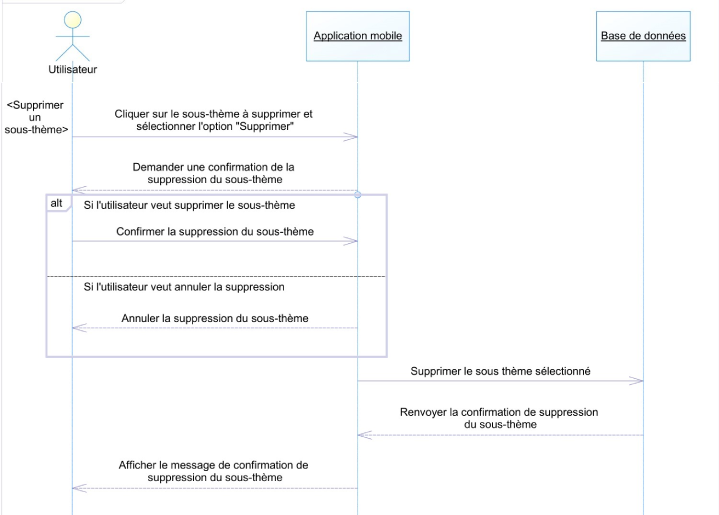 Utilisateur
Application mobile
Base de données
<Supprimer
un
sous-thème>
Cliquer sur le sous-thème à supprimer et
sélectionner l'option "Supprimer"
Demander une confirmation de la
suppression du sous-thème
alt
Si l'utilisateur veut supprimer le sous-thème
Confirmer la suppression du sous-thème
Si l'utilisateur veut annuler la suppression
Annuler la suppression du sous-thème
Supprimer le sous thème sélectionné
Renvoyer la confirmation de suppression
du sous-thème
Afficher le message de confirmation de
suppression du sous-thème